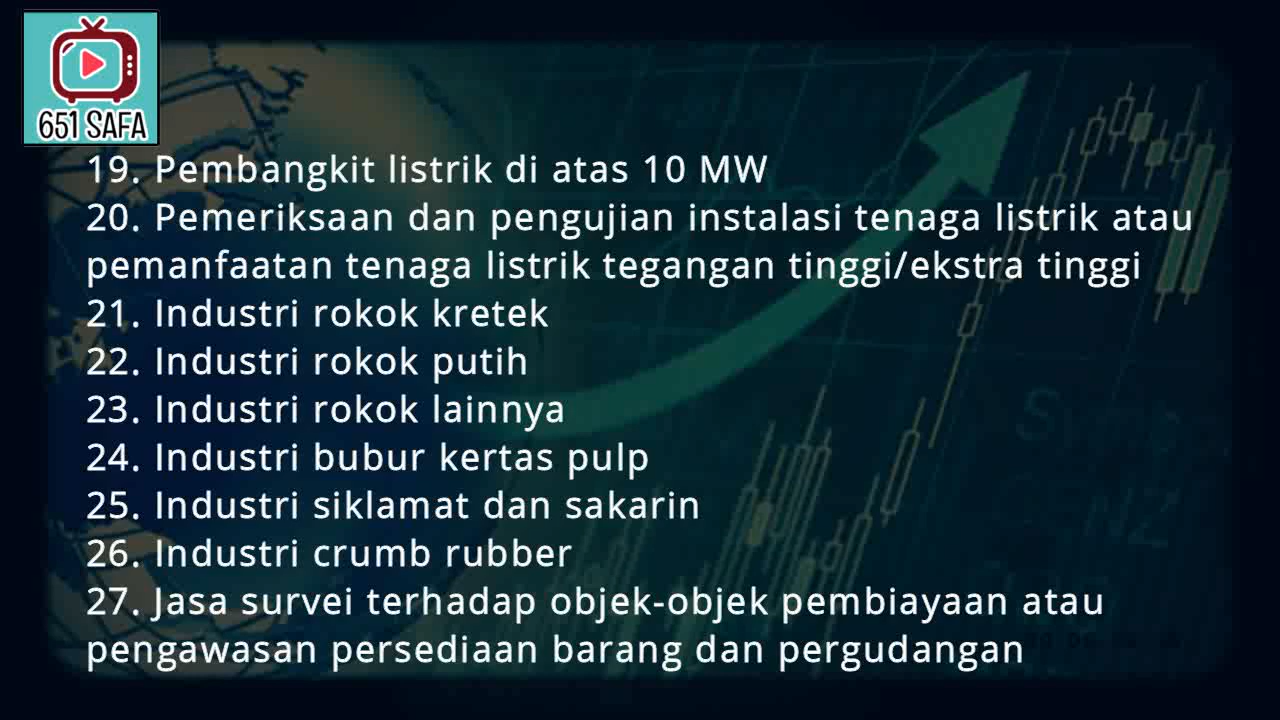 651 SAFA
19. Pembangkit listrik di atas 10 MW
20. Pemeriksaan dan pengujian instalasi tenaga listrik atau
pemanfaatan tenaga listrik tegangan tinggi/ekstra tinggi
21. Industri rokok kretek
22. Industri rokok putih
23. Industri rokok lainnya
24. Industri bubur kertas pulp
25. Industri siklamat dan sakarin
26. Industri crumb rubber
27. Jasa survei terhadap objek-objek pembiayaan atau
pengawasan persediaan barang dan pergudangan